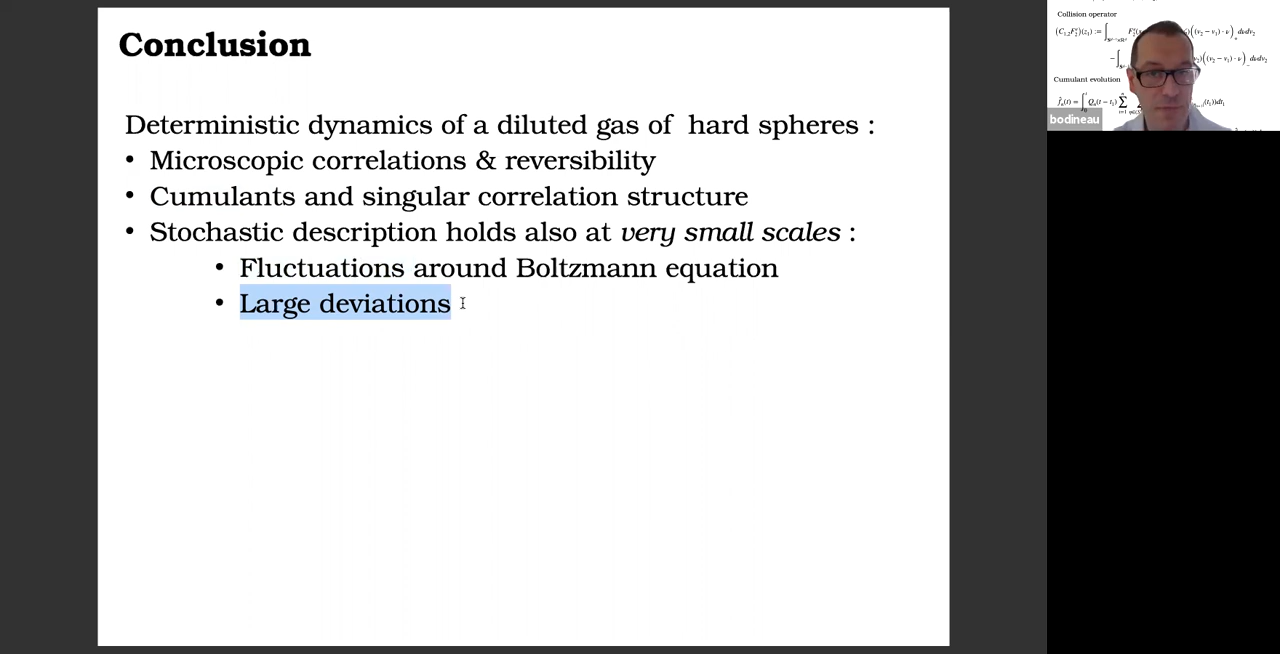 Conclusion
Deterministic dynamics of a diluted gas of hard spheres :
• Microscopic correlations & reversibility
• Cumulants and singular correlation structure
• Stochastic description holds also at very small scales :
• Fluctuations around Boltzmann equation
• Large deviations
Collision operator
Cumulant evolution
bodineau